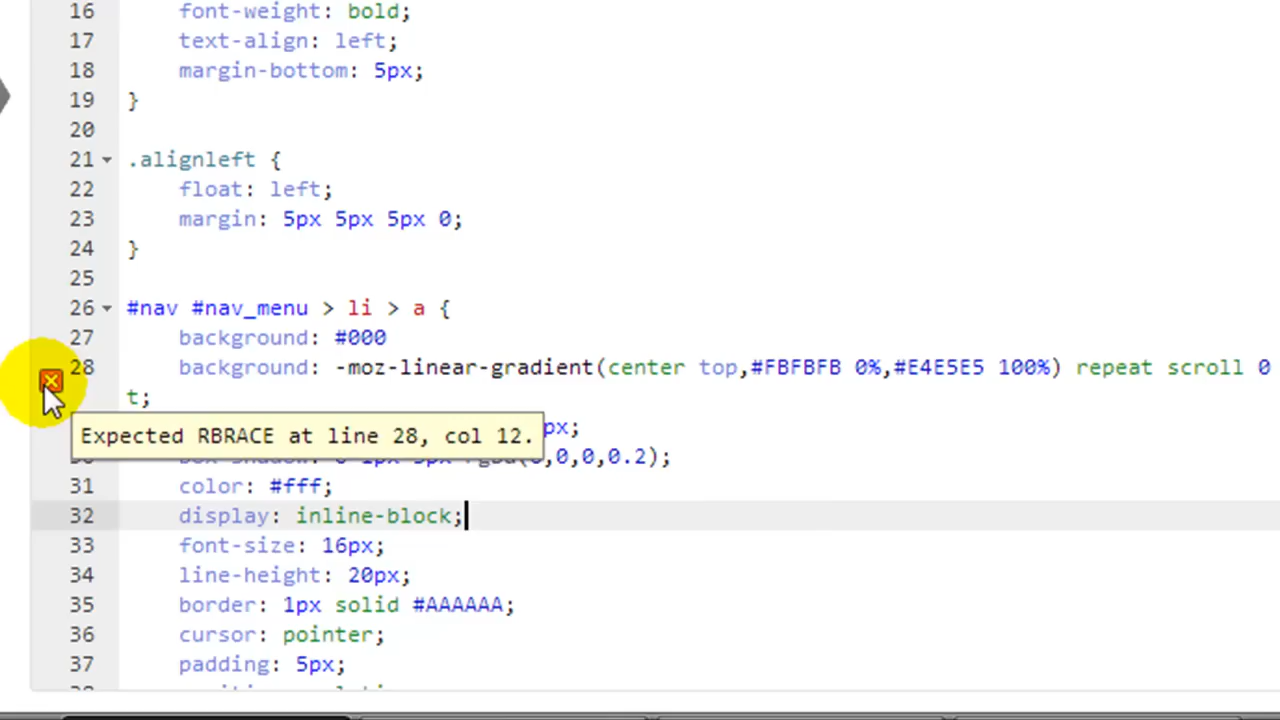 16 font-weight: bold;
17 text-align: left;
18 margin-bottom: 5px;
19 }
20
21 .alignleft {
22 float: left;
23 margin: 5px 5px 5px 0;
24 }
25
26 #nav #nav_menu > li > a {
27 background: #000
28 background: -moz-linear-gradient(center top,#FBFBFB 0%,#E4E5E5 100%) repeat scroll 0
t;
px;
Expected RBRACE at line 28, col 12.
,0,0,0.2);
31 color: #fff;
32 display: inline-block;
33 font-size: 16px;
34 line-height: 20px;
35 border: 1px solid #AAAAAA;
36 cursor: pointer;
37 padding: 5px;